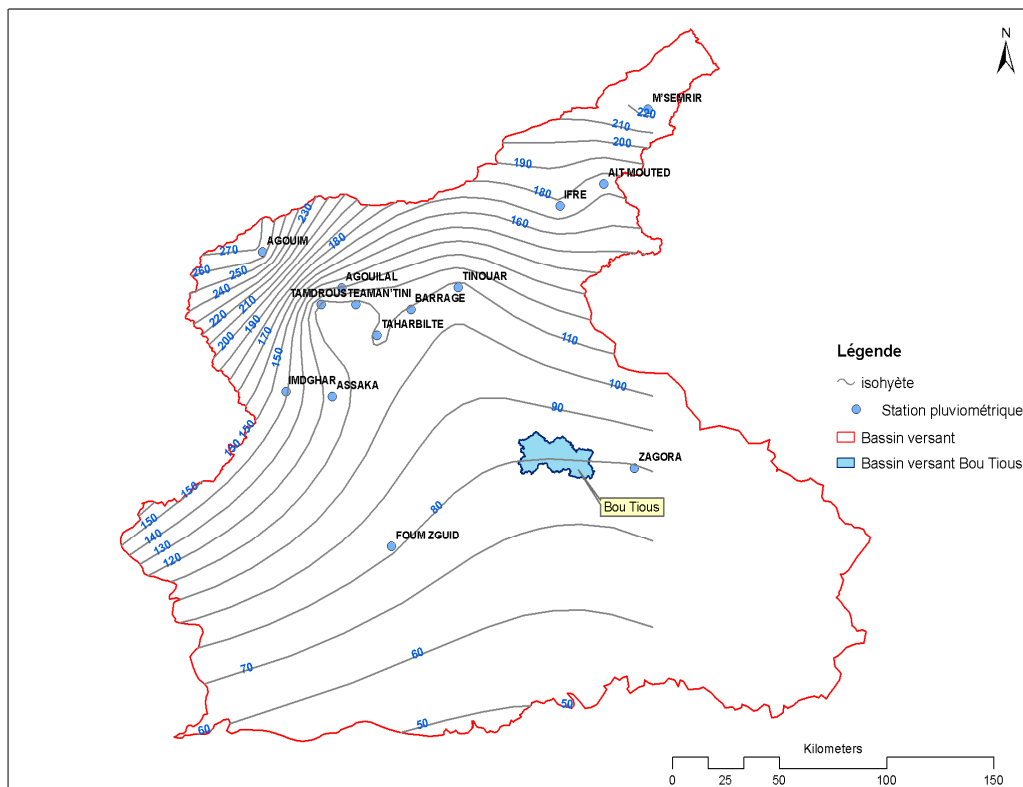 N
M'SEMRIR
220
210
200
190
AIT MOUTED
180
IFRE
160
230
180
AGOUIM
270
260
250
240
220
210
190
200
170
150
AGOUILAL
TINOUAR
TAMDROUSTEAMAN'TINI
BARRAGE
TAHARBILTE
110
100
90
IMDGHAR
ASSAKA
150
130
150
150
140
130
120
ZAGORA
Bou Tious
80
FOUM ZGUID
70
60
60
50
50
Légende
isohyète
Station pluviométrique
Bassin versant
Bassin versant Bou Tious
Kilometers
0 25 50 100 150